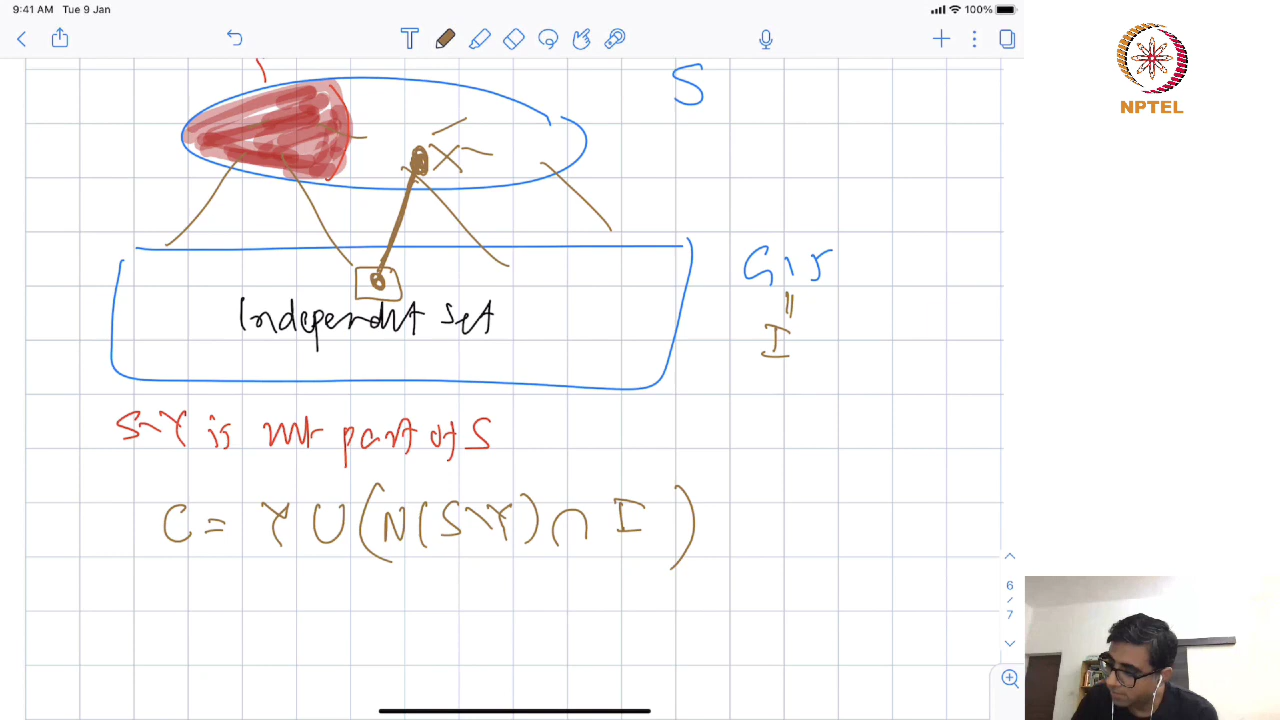 9:41 AM Tue 9 Jan
100%
S
NPTEL
G \ S
=
I
Independent Set
S\Y is not part of S
C = Y ∪ (N(S\Y) ∩ I)
6
/
7